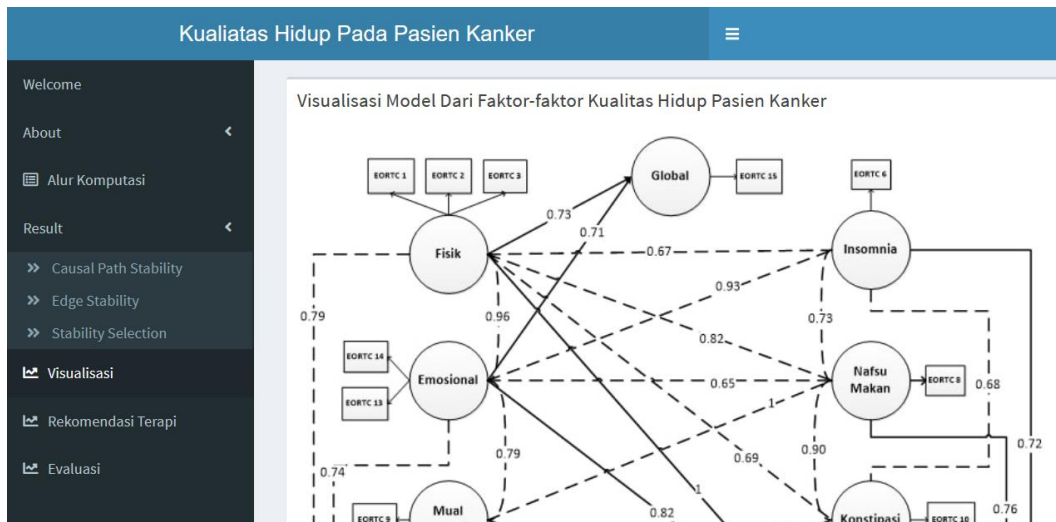 Kualiatas Hidup Pada Pasien Kanker
Welcome
About
Alur Komputasi
Result
Causal Path Stability
Edge Stability
Stability Selection
Visualisasi
Rekomendasi Terapi
Evaluasi
Visualisasi Model Dari Faktor-faktor Kualitas Hidup Pasien Kanker
EORTC 1
EORTC 2
EORTC 3
Global
EORTC 15
EORTC 6
0.73
0.71
Fisik
0.67
Insomnia
0.93
0.79
0.96
0.73
0.82
EORTC 14
Emosional
0.65
Nafsu
Makan
EORTC 8
0.68
EORTC 13
1
0.72
0.79
0.69
0.90
0.74
1
0.82
0.76
EORTC 9
Mual
Konstipasi
EORTC 10